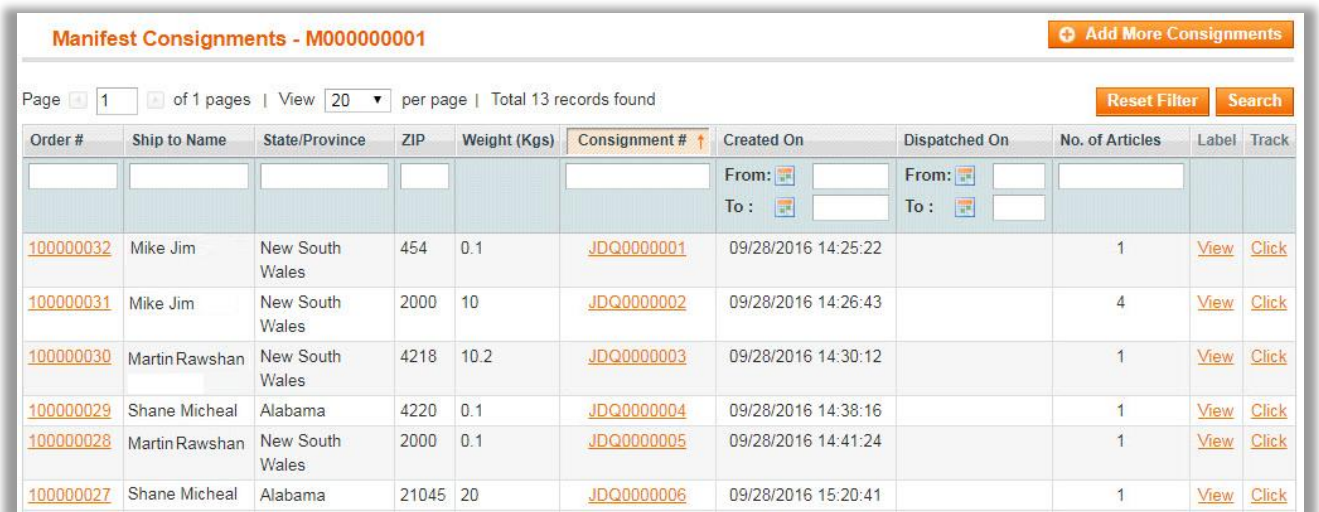 Manifest Consignments - M000000001
Add More Consignments
Page 1 of 1 pages | View 20 per page | Total 13 records found
Reset Filter Search
Order # Ship to Name State/Province ZIP Weight (Kgs) Consignment # Created On Dispatched On No. of Articles Label Track
From: From:
To : To :
100000032 Mike Jim New South Wales 454 0.1 JDQ0000001 09/28/2016 14:25:22 1 View Click
100000031 Mike Jim New South Wales 2000 10 JDQ0000002 09/28/2016 14:26:43 4 View Click
100000030 Martin Rawshan New South Wales 4218 10.2 JDQ0000003 09/28/2016 14:30:12 1 View Click
100000029 Shane Micheal Alabama 4220 0.1 JDQ0000004 09/28/2016 14:38:16 1 View Click
100000028 Martin Rawshan New South Wales 2000 0.1 JDQ0000005 09/28/2016 14:41:24 1 View Click
100000027 Shane Micheal Alabama 21045 20 JDQ0000006 09/28/2016 15:20:41 1 View Click